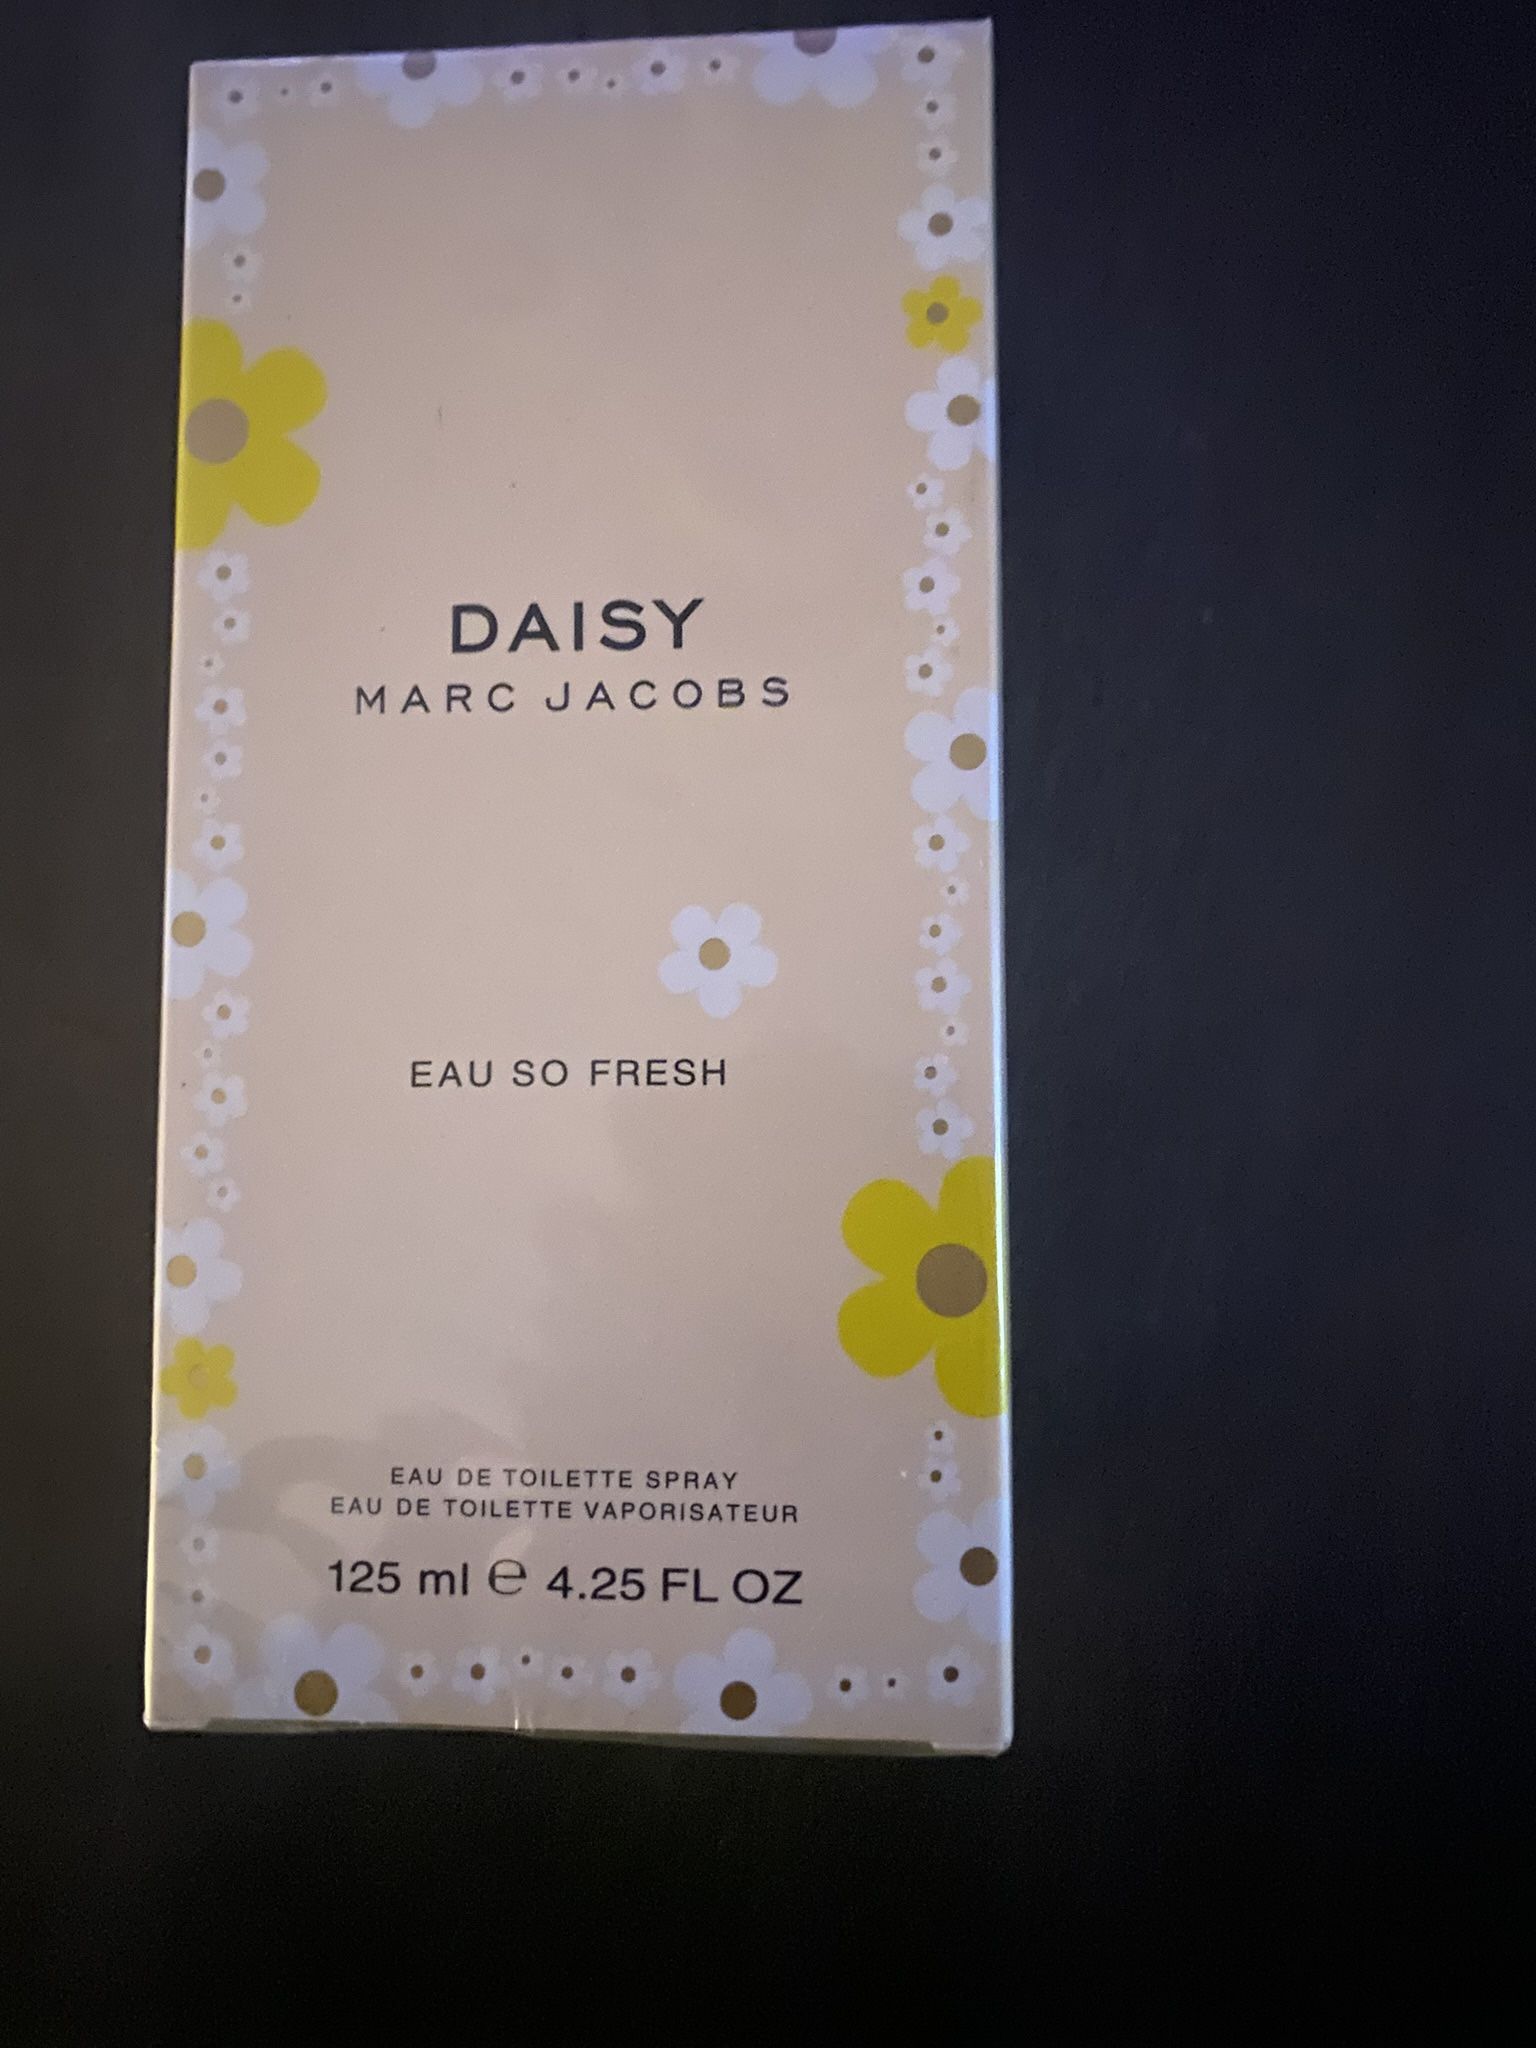 DAISY
MARC JACOBS
EAU SO FRESH
EAU DE TOILETTE SPRAY
EAU DE TOILETTE VAPORISATEUR
125 ml ℮ 4.25 FL OZ